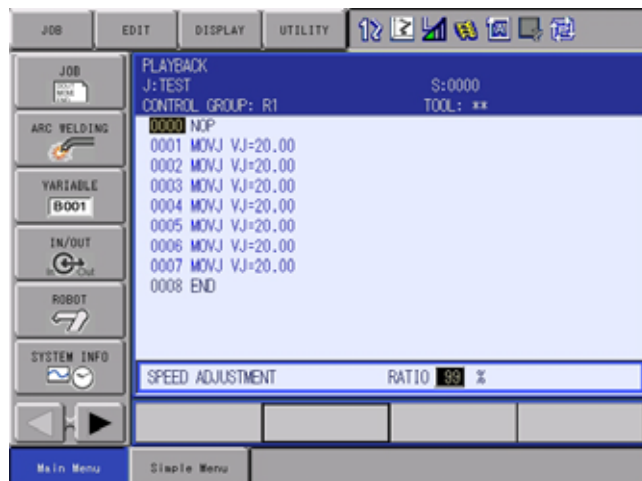 JOB EDIT DISPLAY UTILITY
JOB
ARC WELDING
VARIABLE
B001
IN/OUT
In Out
ROBOT
SYSTEM INFO
PLAYBACK
J:TEST S:0000
CONTROL GROUP: R1 TOOL: **
0000 NOP
0001 MOVJ VJ=20.00
0002 MOVJ VJ=20.00
0003 MOVJ VJ=20.00
0004 MOVJ VJ=20.00
0005 MOVJ VJ=20.00
0006 MOVJ VJ=20.00
0007 MOVJ VJ=20.00
0008 END
SPEED ADJUSTMENT RATIO 99 %
Main Menu Simple Menu